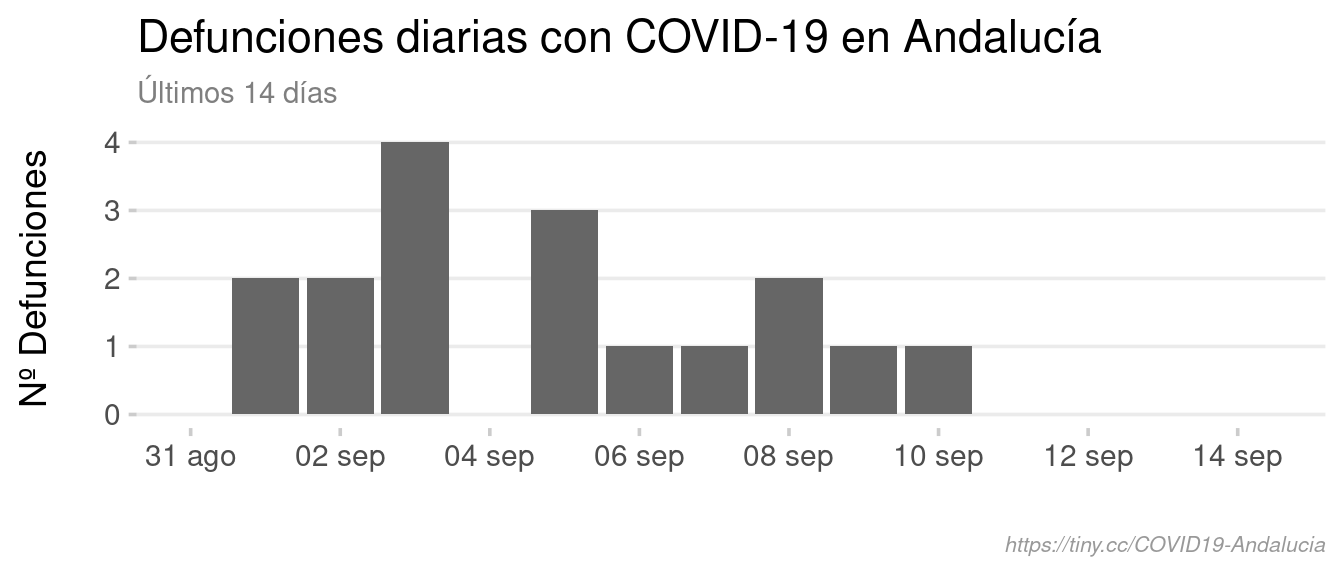 Defunciones diarias con COVID-19 en Andalucía
Últimos 14 días
Nº Defunciones
4
3
2
1
0
31 ago 02 sep 04 sep 06 sep 08 sep 10 sep 12 sep 14 sep
https://tiny.cc/COVID19-Andalucia